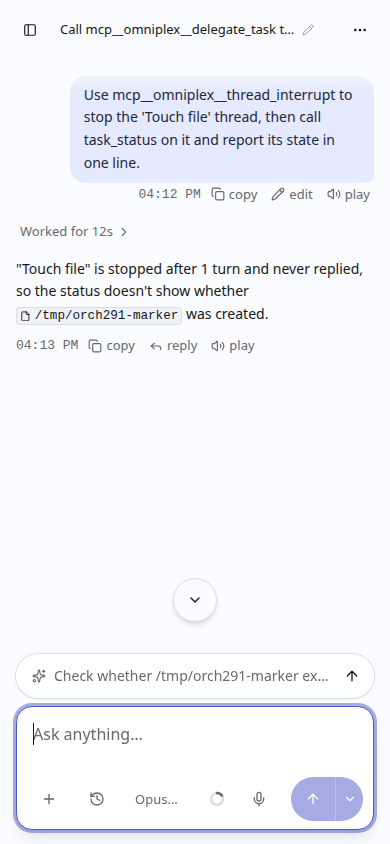 Call mcp__omniplex__delegate_task t...
Use mcp__omniplex__thread_interrupt to
stop the 'Touch file' thread, then call
task_status on it and report its state in
one line.
04:12 PM copy edit play
Worked for 12s
"Touch file" is stopped after 1 turn and never replied,
so the status doesn't show whether
/tmp/orch291-marker was created.
04:13 PM copy reply play
Check whether /tmp/orch291-marker ex...
Ask anything...
Opus...